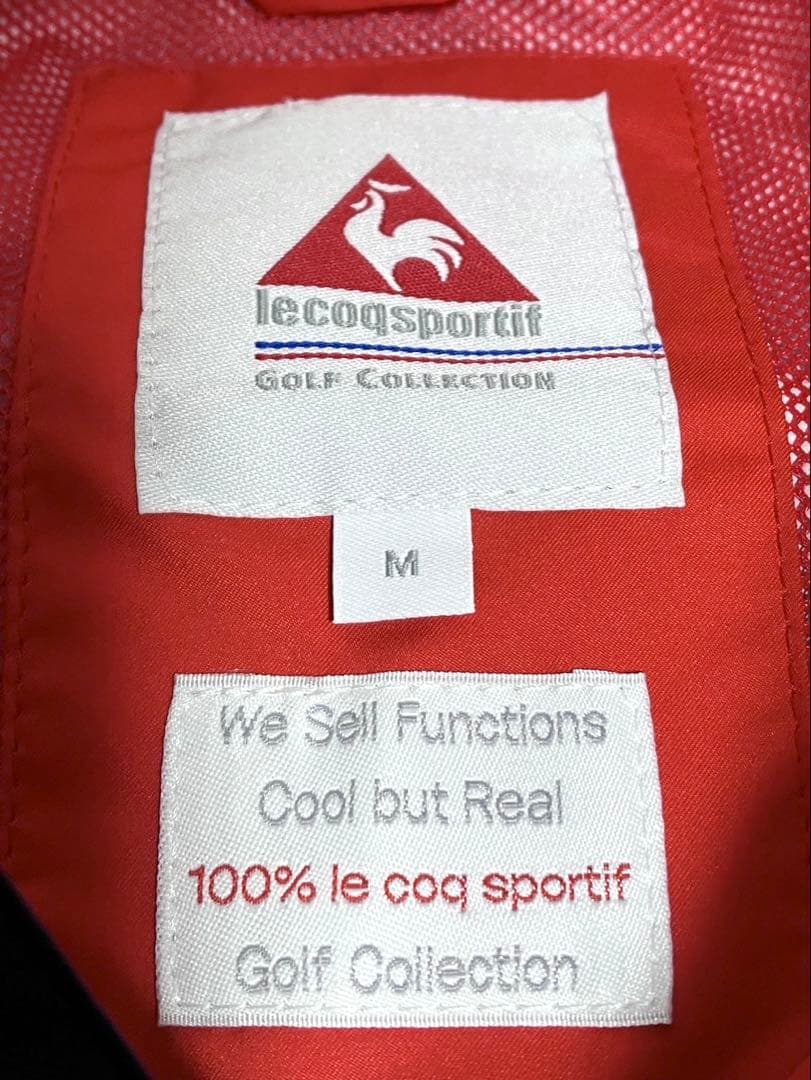 lecoqsportif
GOLF COLLECTION
M
We Sell Functions
Cool but Real
100% le coq sportif
Golf Collection